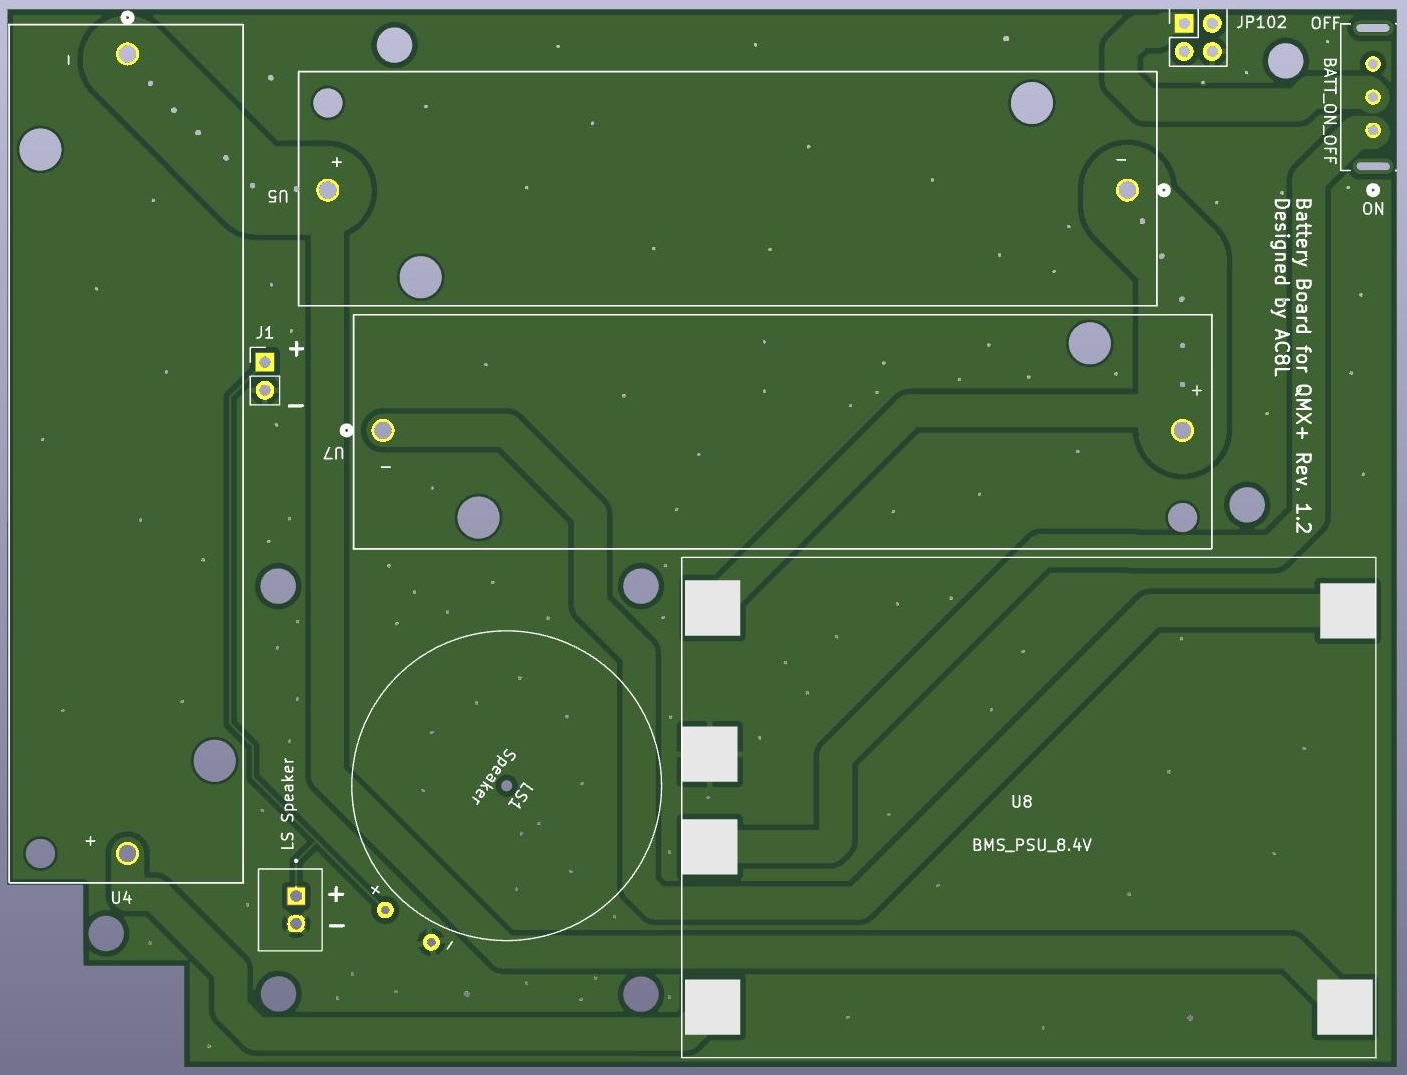 JP102
OFF
BATT_ON_OFF
ON
U5
Battery Board for QMX+ Rev. 1.2
Designed by AC8L
J1
+
−
U7
+
−
LS1
Speaker
LS Speaker
+
−
U4
U8
BMS_PSU_8.4V